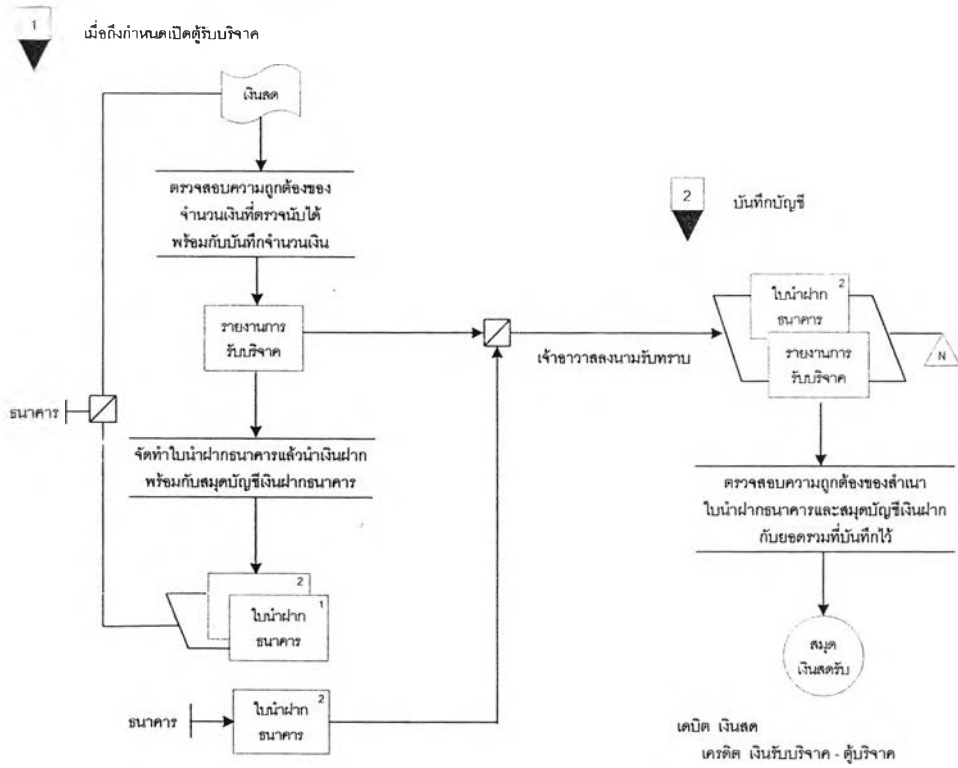 1
เมื่อถึงกำหนดเปิดตู้รับบริจาค
เงินสด
ตรวจสอบความถูกต้องของ
จำนวนเงินที่ตรวจนับได้
พร้อมกับบันทึกจำนวนเงิน
รายงานการ
รับบริจาค
ธนาคาร
จัดทำใบนำฝากธนาคารแล้วนำเงินฝาก
พร้อมกับสมุดบัญชีเงินฝากธนาคาร
2
1
ใบนำฝาก
ธนาคาร
ธนาคาร
2
ใบนำฝาก
ธนาคาร
เจ้าอาวาสลงนามรับทราบ
2
บันทึกบัญชี
2
ใบนำฝาก
ธนาคาร
รายงานการ
รับบริจาค
N
ตรวจสอบความถูกต้องของสำเนา
ใบนำฝากธนาคารและสมุดบัญชีเงินฝาก
กับยอดรวมที่บันทึกไว้
สมุด
เงินสดรับ
เดบิต เงินสด
เครดิต เงินรับบริจาค - ตู้บริจาค